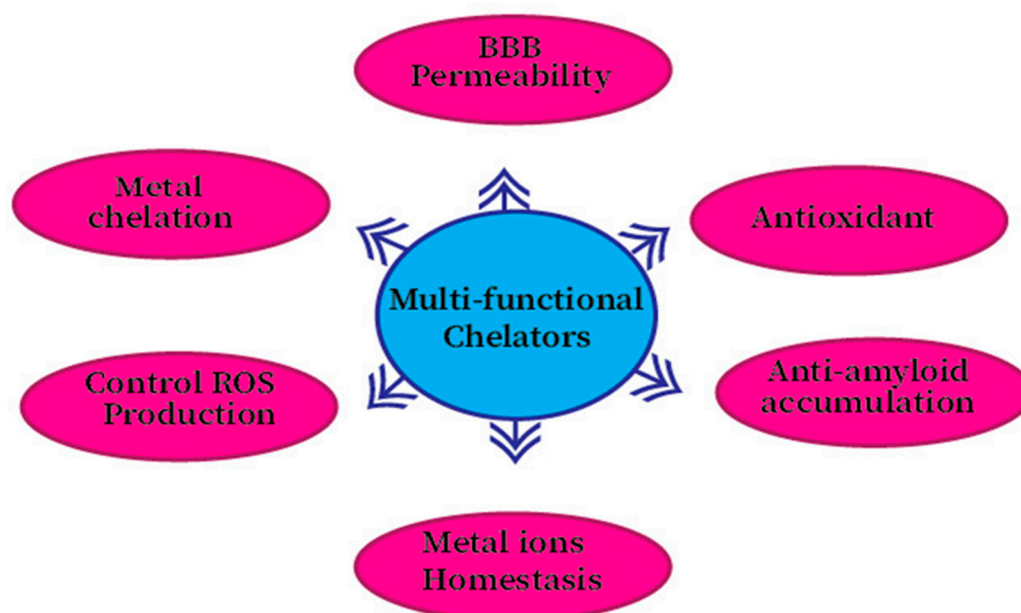 BBB
Permeability
Metal
chelation
Antioxidant
Multi-functional
Chelators
Control ROS
Production
Anti-amyloid
accumulation
Metal ions
Homestasis